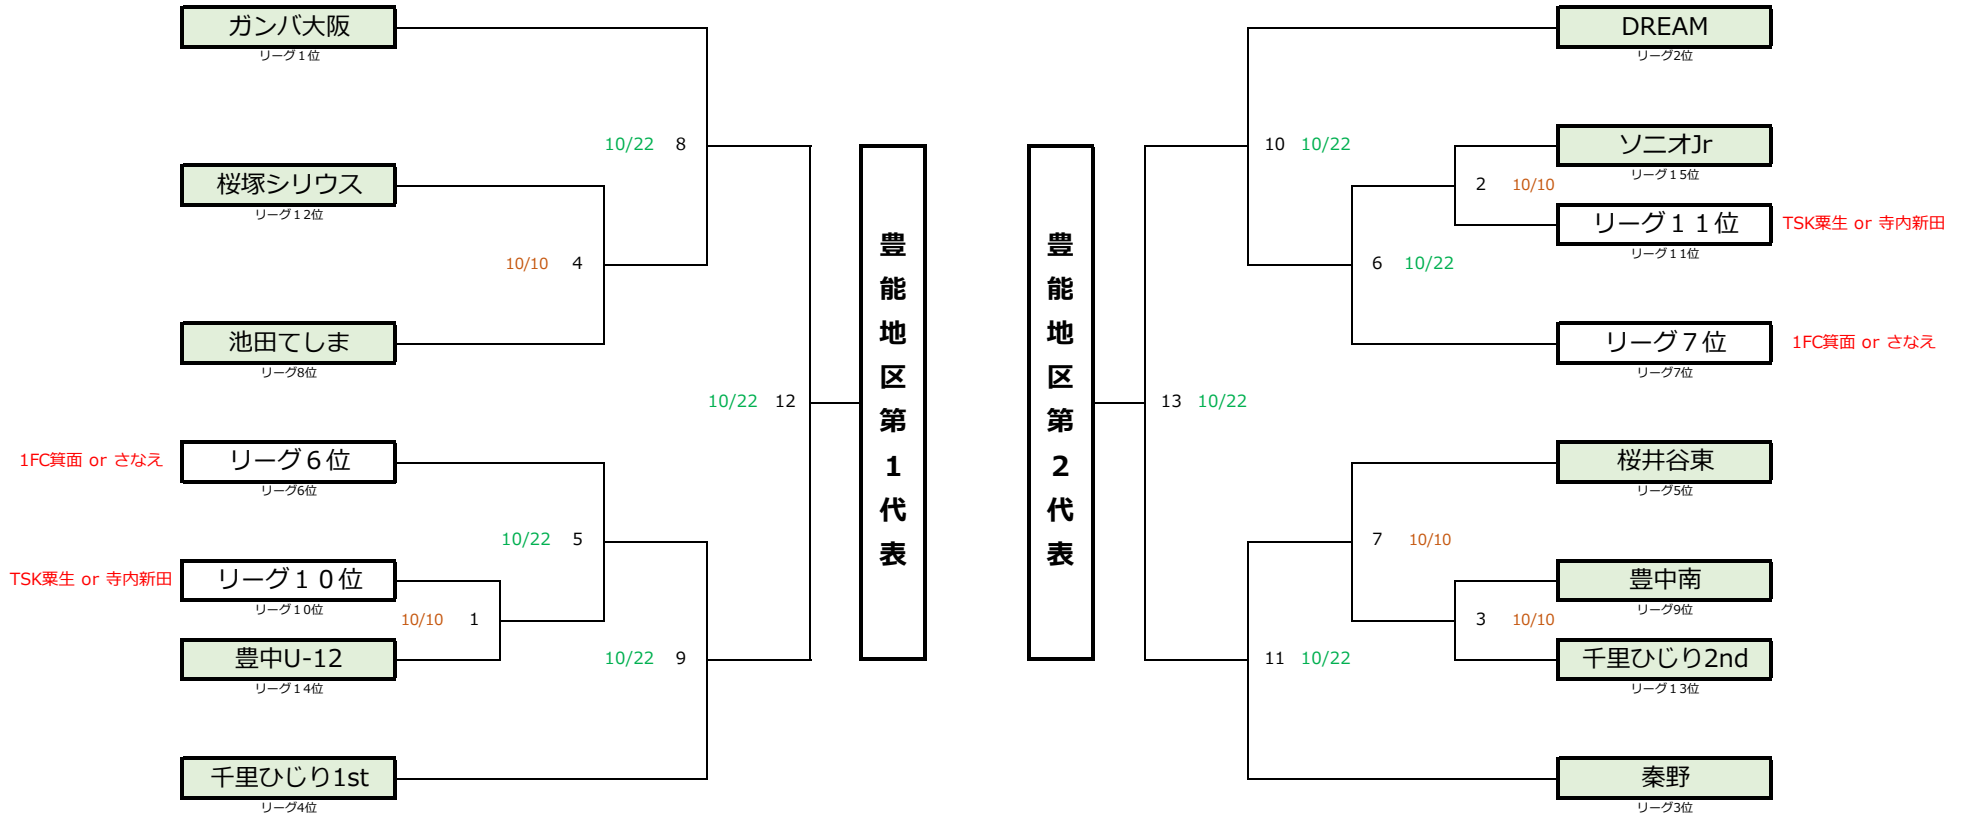 ガンバ大阪
リーグ１位
10/22 8
桜塚シリウス
リーグ１２位
10/10 4
池田てしま
リーグ8位
10/22 12
1FC箕面 or さなえ
リーグ６位
リーグ6位
10/22 5
TSK粟生 or 寺内新田
リーグ１０位
リーグ１０位
10/10 1
豊中U-12
リーグ１４位
10/22 9
千里ひじり1st
リーグ4位
豊能地区第1代表
豊能地区第2代表
DREAM
リーグ2位
10 10/22
ソニオJr
リーグ１５位
2 10/10
リーグ１１位
TSK粟生 or 寺内新田
リーグ１１位
6 10/22
リーグ７位
1FC箕面 or さなえ
リーグ7位
13 10/22
桜井谷東
リーグ5位
7 10/10
豊中南
リーグ9位
3 10/10
千里ひじり2nd
リーグ１３位
11 10/22
秦野
リーグ3位